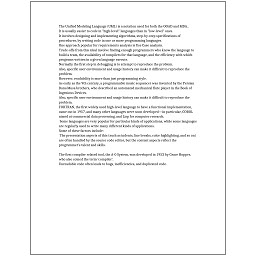 The Unified Modeling Language (UML) is a notation used for both the OOAD and MDA.
It is usually easier to code in "high-level" languages than in "low-level" ones.
It involves designing and implementing algorithms, step-by-step specifications of
procedures, by writing code in one or more programming languages.
One approach popular for requirements analysis is Use Case analysis.
Trade-offs from this ideal involve finding enough programmers who know the language to
build a team, the availability of compilers for that language, and the efficiency with which
programs written in a given language execute.
Normally the first step in debugging is to attempt to reproduce the problem.
Also, specific user environment and usage history can make it difficult to reproduce the
problem.
However, readability is more than just programming style.
As early as the 9th century, a programmable music sequencer was invented by the Persian
Banu Musa brothers, who described an automated mechanical flute player in the Book of
Ingenious Devices.
Also, specific user environment and usage history can make it difficult to reproduce the
problem.
FORTRAN, the first widely used high-level language to have a functional implementation,
came out in 1957, and many other languages were soon developed—in particular, COBOL
aimed at commercial data processing, and Lisp for computer research.
Some languages are very popular for particular kinds of applications, while some languages
are regularly used to write many different kinds of applications.
Some of these factors include:
The presentation aspects of this (such as indents, line breaks, color highlighting, and so on)
are often handled by the source code editor, but the content aspects reflect the
programmer's talent and skills.
The first compiler related tool, the A-0 System, was developed in 1952 by Grace Hopper,
who also coined the term 'compiler'.
Unreadable code often leads to bugs, inefficiencies, and duplicated code.